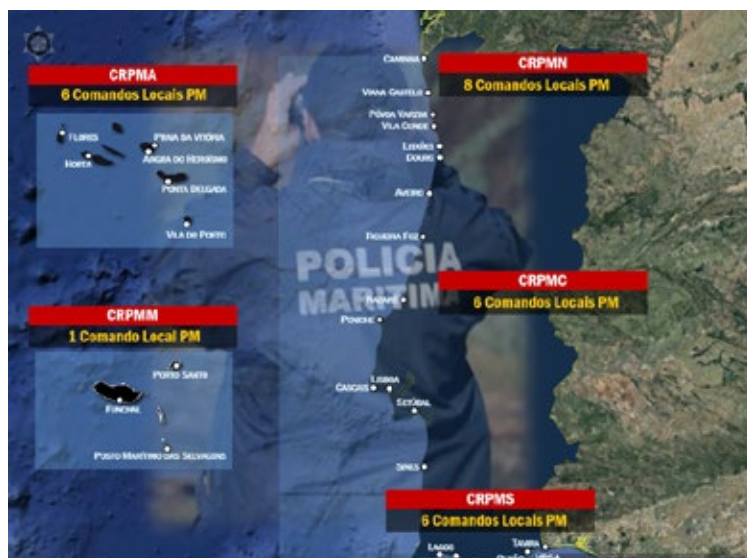 CRPMA
6 Comandos Locais PM
FLORES
PRAIA DA VITÓRIA
HORTA
ANGRA DO HEROÍSMO
PONTA DELGADA
VILA DO PORTO
CRPMM
1 Comando Local PM
PORTO SANTO
FUNCHAL
POSTO MARÍTIMO DAS SELVAGENS
CAMINHA
VIANA CASTELO
PÓVOA VARZIM
VILA CONDE
LEIXÕES
DOURO
AVEIRO
FIGUEIRA FOZ
POLICIA
MARITIMA
NAZARÉ
PENICHE
LISBOA
CASCAIS
SETÚBAL
SINES
CRPMN
8 Comandos Locais PM
CRPMC
6 Comandos Locais PM
CRPMS
6 Comandos Locais PM
LAGOS
TAVIRA